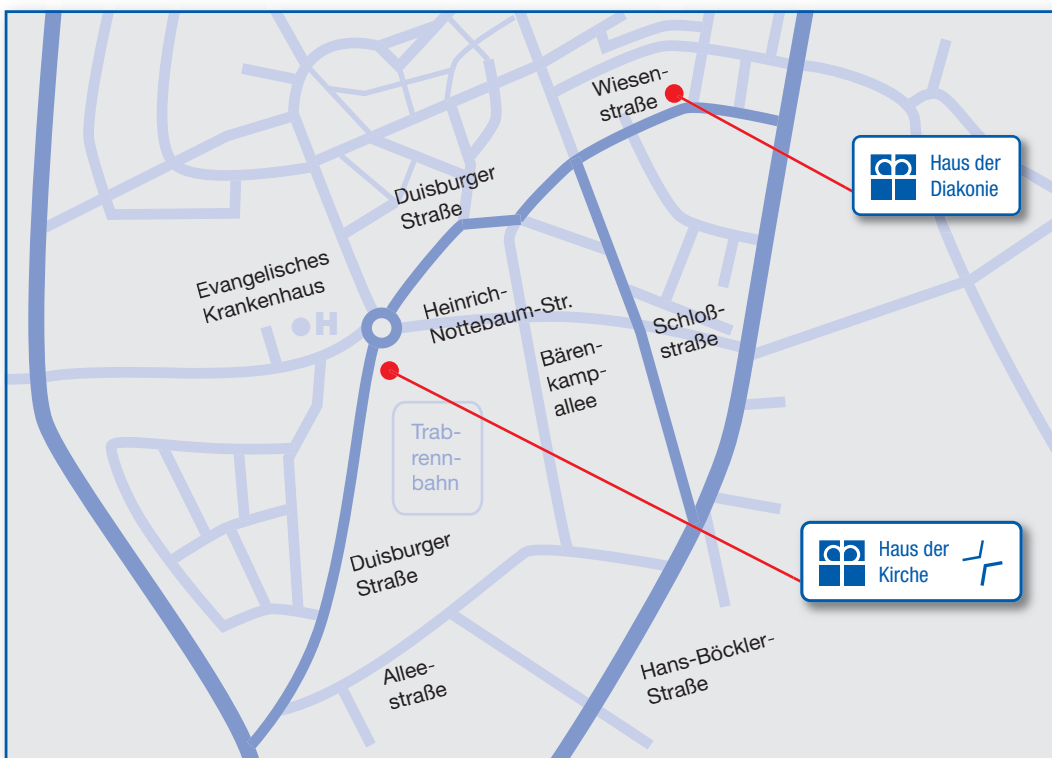 Wiesen-
straße
Haus der
Diakonie
Duisburger
Straße
Evangelisches
Krankenhaus
H
Heinrich-
Nottebaum-Str.
Schloß-
straße
Bären-
kamp-
allee
Trab-
renn-
bahn
Duisburger
Straße
Haus der
Kirche
Allee-
straße
Hans-Böckler-
Straße